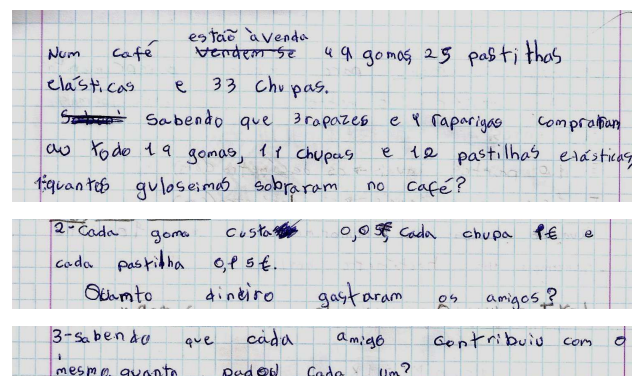 estão à venda
Num café vendem se 49 gomas 25 pastilhas
elásticas e 33 chupas.
Sabendo que 3 rapazes e 4 raparigas compraram
ao todo 19 gomas, 11 chupas e 12 pastilhas elásticas,
1-quantas guloseimas sobraram no café?
2-Cada goma custa 0,05€, cada chupa 1€ e
cada pastilha 0,15€.
Quamto dinheiro gastaram os amigos?
3-sabendo que cada amigo contribuiu com o
mesmo, quanto pagou cada um?